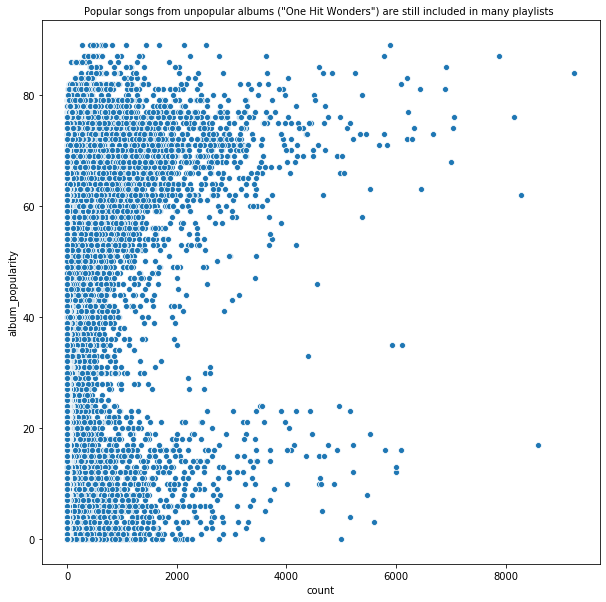 Popular songs from unpopular albums ("One Hit Wonders") are still included in many playlists
80
60
40
20
0
album_popularity
0 2000 4000 6000 8000
count